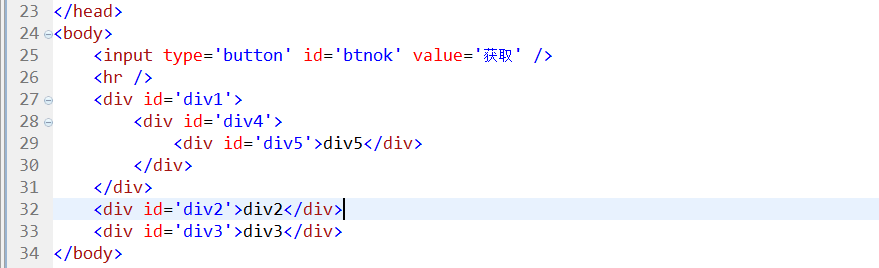 23 </head>
24 <body>
25     <input type='button' id='btnok' value='获取' />
26     <hr />
27     <div id='div1'>
28         <div id='div4'>
29             <div id='div5'>div5</div>
30         </div>
31     </div>
32     <div id='div2'>div2</div>
33     <div id='div3'>div3</div>
34 </body>